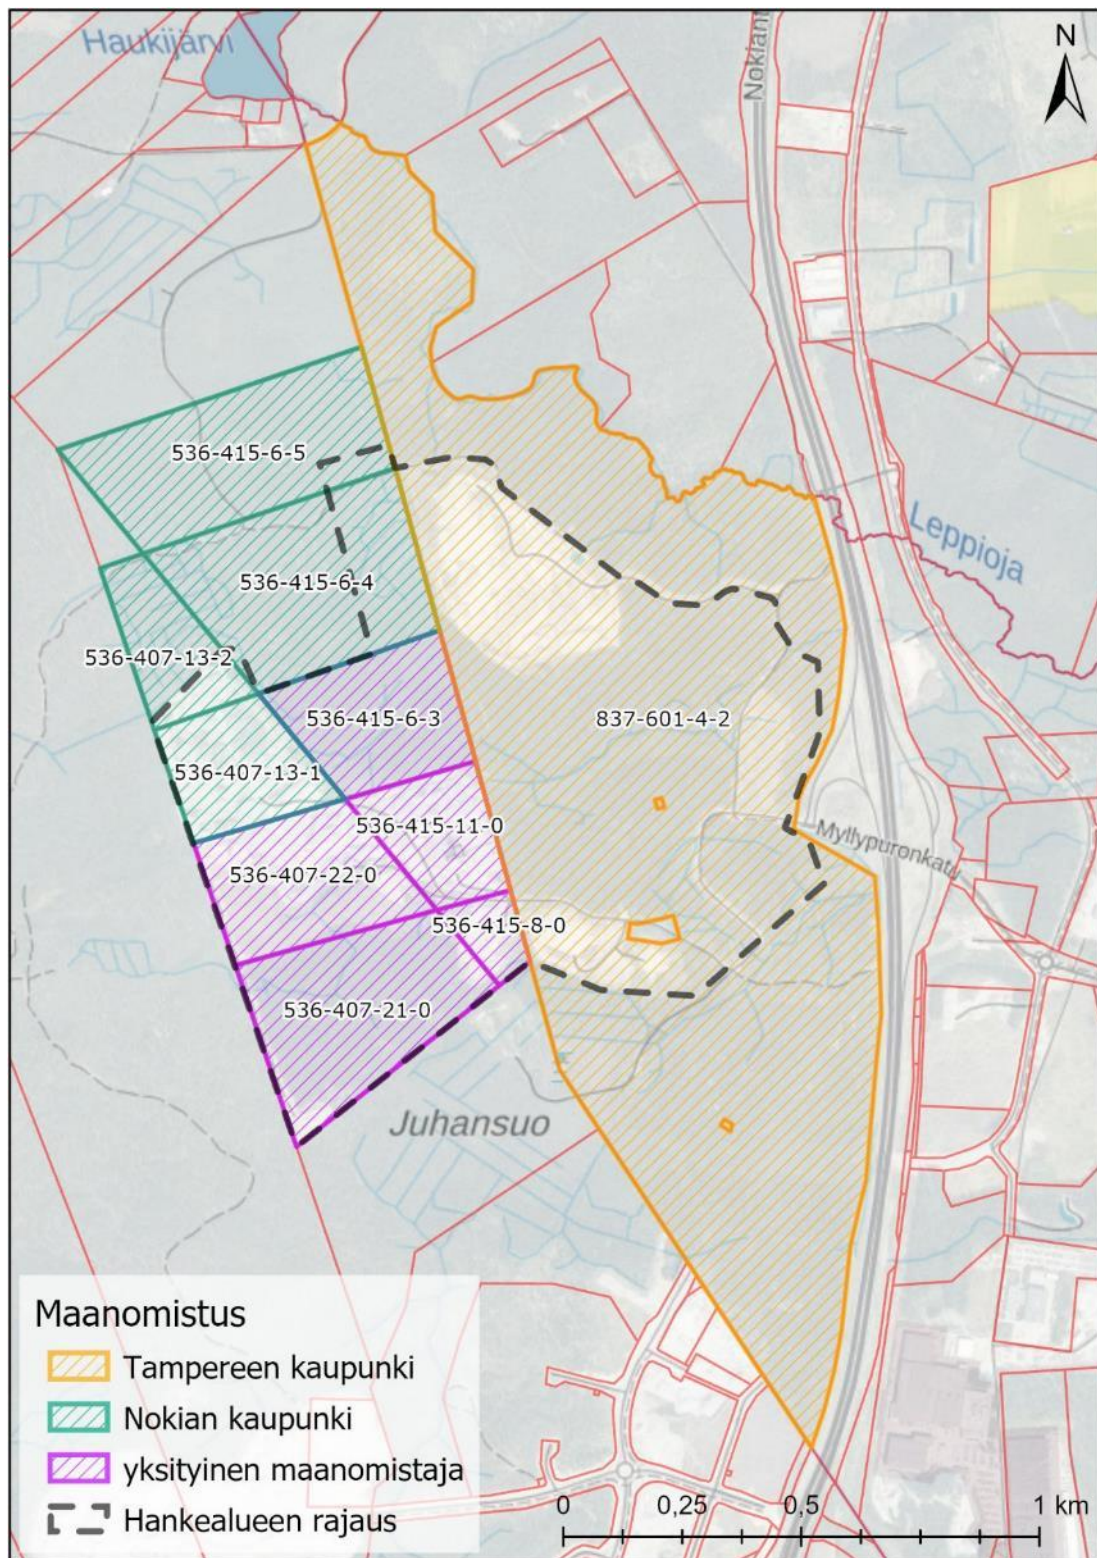 Haukijärvi
N
Nokiant
536-415-6-5
Leppioja
536-415-6-4
536-407-13-2
536-415-6-3
837-601-4-2
536-407-13-1
536-415-11-0
Myllypuronkatu
536-407-22-0
536-415-8-0
536-407-21-0
Juhansuo
Maanomistus
Tampereen kaupunki
Nokian kaupunki
yksityinen maanomistaja
Hankealueen rajaus
0 0,25 0,5 1 km